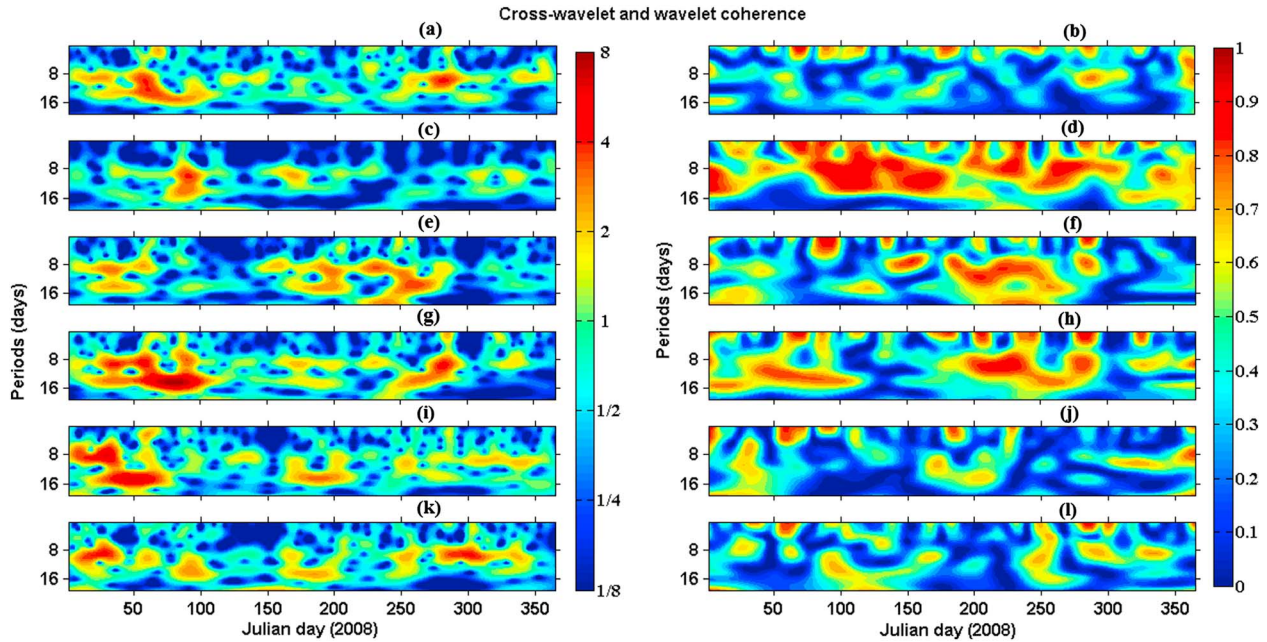 Cross-wavelet and wavelet coherence
(a) (b)
8 16 8 16
(c) (d)
8 16 8 16
(e) (f)
8 16 8 16
(g) (h)
8 16 8 16
(i) (j)
8 16 8 16
(k) (l)
8 16 8 16
Periods (days)
Periods (days)
50 100 150 200 250 300 350
Julian day (2008)
50 100 150 200 250 300 350
Julian day (2008)
8
4
2
1
1/2
1/4
1/8
1
0.9
0.8
0.7
0.6
0.5
0.4
0.3
0.2
0.1
0